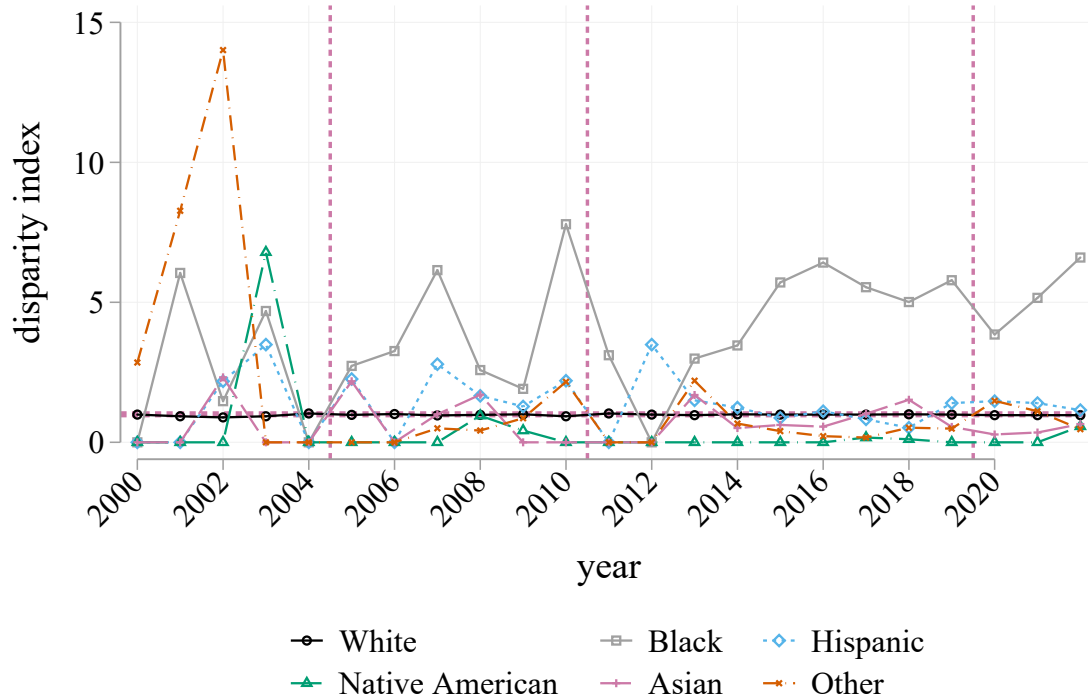 15
10
5
0
disparity index
2000 2002 2004 2006 2008 2010 2012 2014 2016 2018 2020
year
White Black Hispanic
Native American Asian Other